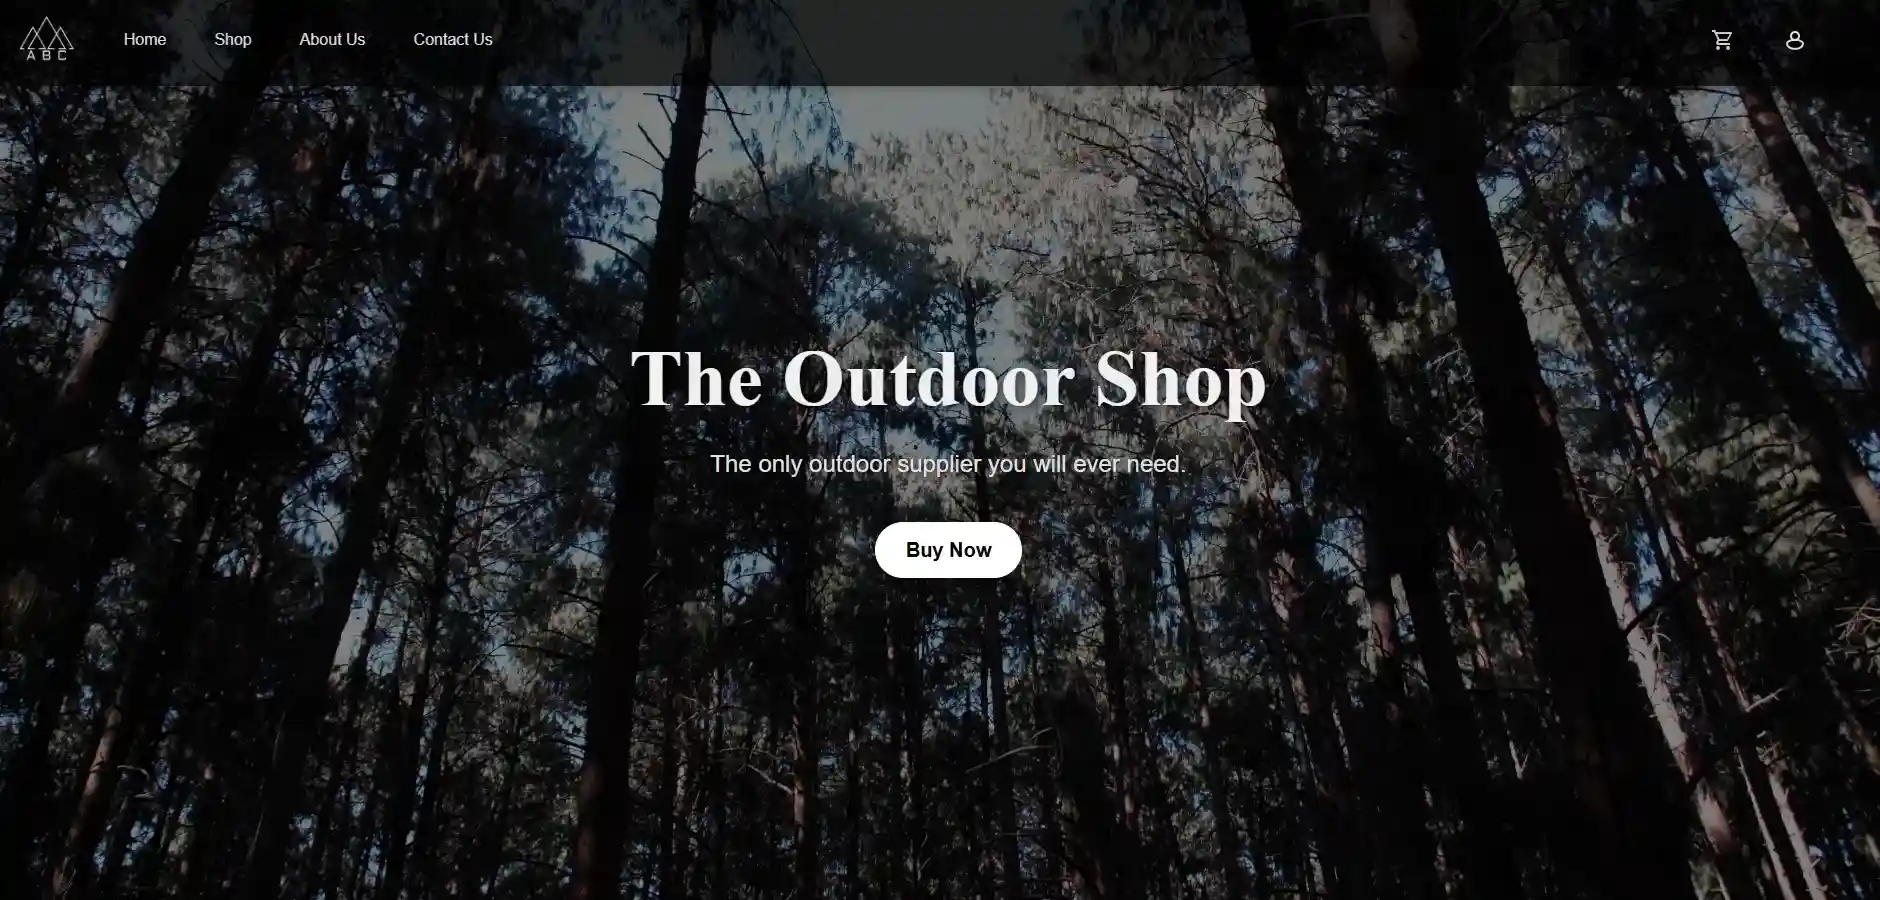 ABC
Home
Shop
About Us
Contact Us
The Outdoor Shop
The only outdoor supplier you will ever need.
Buy Now